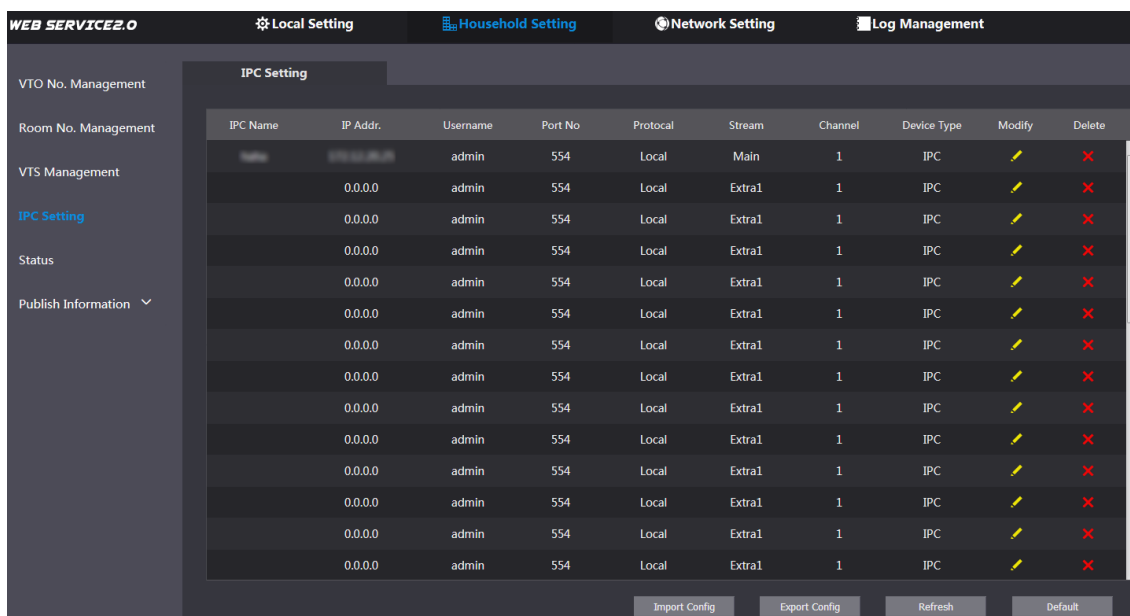 WEB SERVICE2.0 Local Setting Household Setting Network Setting Log Management
IPC Setting
VTO No. Management
Room No. Management
VTS Management
IPC Setting
Status
Publish Information
IPC Name IP Addr. Username Port No Protocal Stream Channel Device Type Modify Delete
admin 554 Local Main 1 IPC
0.0.0.0 admin 554 Local Extra1 1 IPC
0.0.0.0 admin 554 Local Extra1 1 IPC
0.0.0.0 admin 554 Local Extra1 1 IPC
0.0.0.0 admin 554 Local Extra1 1 IPC
0.0.0.0 admin 554 Local Extra1 1 IPC
0.0.0.0 admin 554 Local Extra1 1 IPC
0.0.0.0 admin 554 Local Extra1 1 IPC
0.0.0.0 admin 554 Local Extra1 1 IPC
0.0.0.0 admin 554 Local Extra1 1 IPC
0.0.0.0 admin 554 Local Extra1 1 IPC
0.0.0.0 admin 554 Local Extra1 1 IPC
0.0.0.0 admin 554 Local Extra1 1 IPC
0.0.0.0 admin 554 Local Extra1 1 IPC
Import Config Export Config Refresh Default